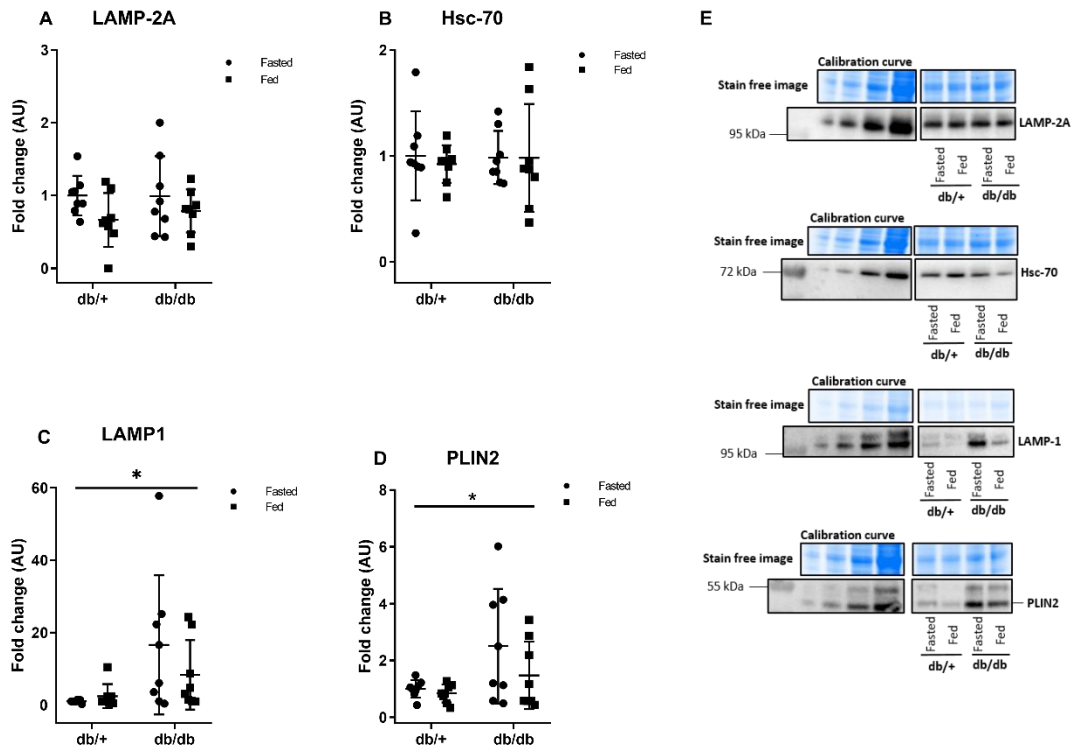 A
LAMP-2A
Fold change (AU)
3
2
1
0
db/+
db/db
Fasted
Fed
B
Hsc-70
Fold change (AU)
2
1
0
db/+
db/db
Fasted
Fed
C
LAMP1
Fold change (AU)
60
40
20
0
*
db/+
db/db
Fasted
Fed
D
PLIN2
Fold change (AU)
8
6
4
2
0
*
db/+
db/db
Fasted
Fed
E
Calibration curve
Stain free image
95 kDa
LAMP-2A
Fasted
Fed
Fasted
Fed
db/+
db/db
Calibration curve
Stain free image
72 kDa
Hsc-70
Fasted
Fed
Fasted
Fed
db/+
db/db
Calibration curve
Stain free image
95 kDa
LAMP-1
Fasted
Fed
Fasted
Fed
db/+
db/db
Calibration curve
Stain free image
55 kDa
PLIN2
Fasted
Fed
Fasted
Fed
db/+
db/db